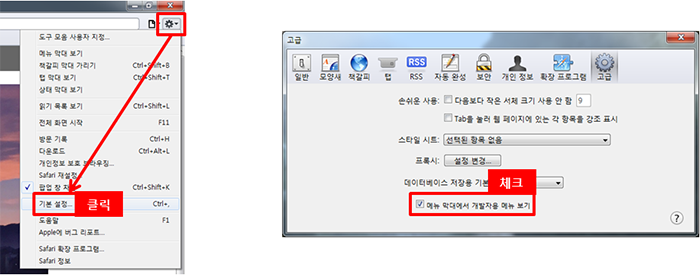 도구 모음 사용자 지정...
메뉴 막대 보기
책갈피 막대 가리기 Ctrl+Shift+B
탭 막대 보기 Ctrl+Shift+T
상태 막대 보기
읽기 목록 보기 Ctrl+Shift+L
전체 화면 시작 F11
방문 기록 Ctrl+H
다운로드 Ctrl+Alt+L
개인정보 보호 브라우징...
Safari 재설정...
✓ 팝업 창 차 Ctrl+Shift+K
기본 설정... 클릭 Ctrl+,
도움말 F1
Apple에 버그 리포트...
Safari 확장 프로그램...
Safari 정보
고급
일반 모양새 책갈피 탭 RSS RSS 자동 완성 보안 개인 정보 확장 프로그램 고급
손쉬운 사용: 다음보다 작은 서체 크기 사용 안 함 9
Tab을 눌러 웹 페이지에 있는 각 항목를 강조 표시
스타일 시트: 선택된 항목 없음
프록시: 설정 변경...
데이터베이스 저장용 기본 체크
메뉴 막대에서 개발자용 메뉴 보기
?